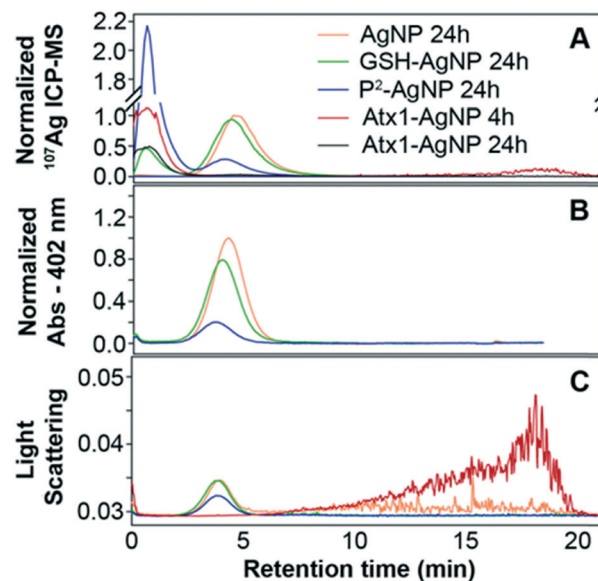 2.2
2.0
1.8
1.0
0.5
0.0
Normalized
¹⁰⁷Ag ICP-MS
A
AgNP 24h
GSH-AgNP 24h
P²-AgNP 24h
Atx1-AgNP 4h
Atx1-AgNP 24h
2
B
1.2
0.8
0.4
0.0
Normalized
Abs - 402 nm
C
0.05
0.04
0.03
Light
Scattering
0 5 10 15 20
Retention time (min)